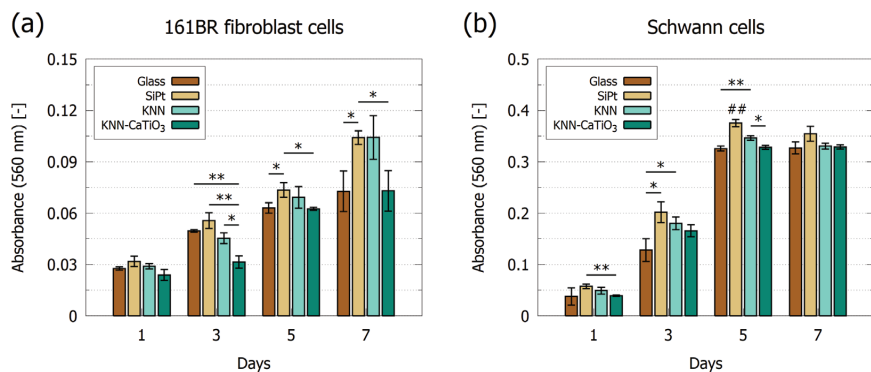 (a)
161BR fibroblast cells
Absorbance (560 nm) [-]
0.15
0.12
0.09
0.06
0.03
0
Glass
SiPt
KNN
KNN-CaTiO₃
**
**
*
*
*
*
*
1
3
5
7
Days
(b)
Schwann cells
Absorbance (560 nm) [-]
0.5
0.4
0.3
0.2
0.1
0
Glass
SiPt
KNN
KNN-CaTiO₃
**
*
*
**
##
*
1
3
5
7
Days